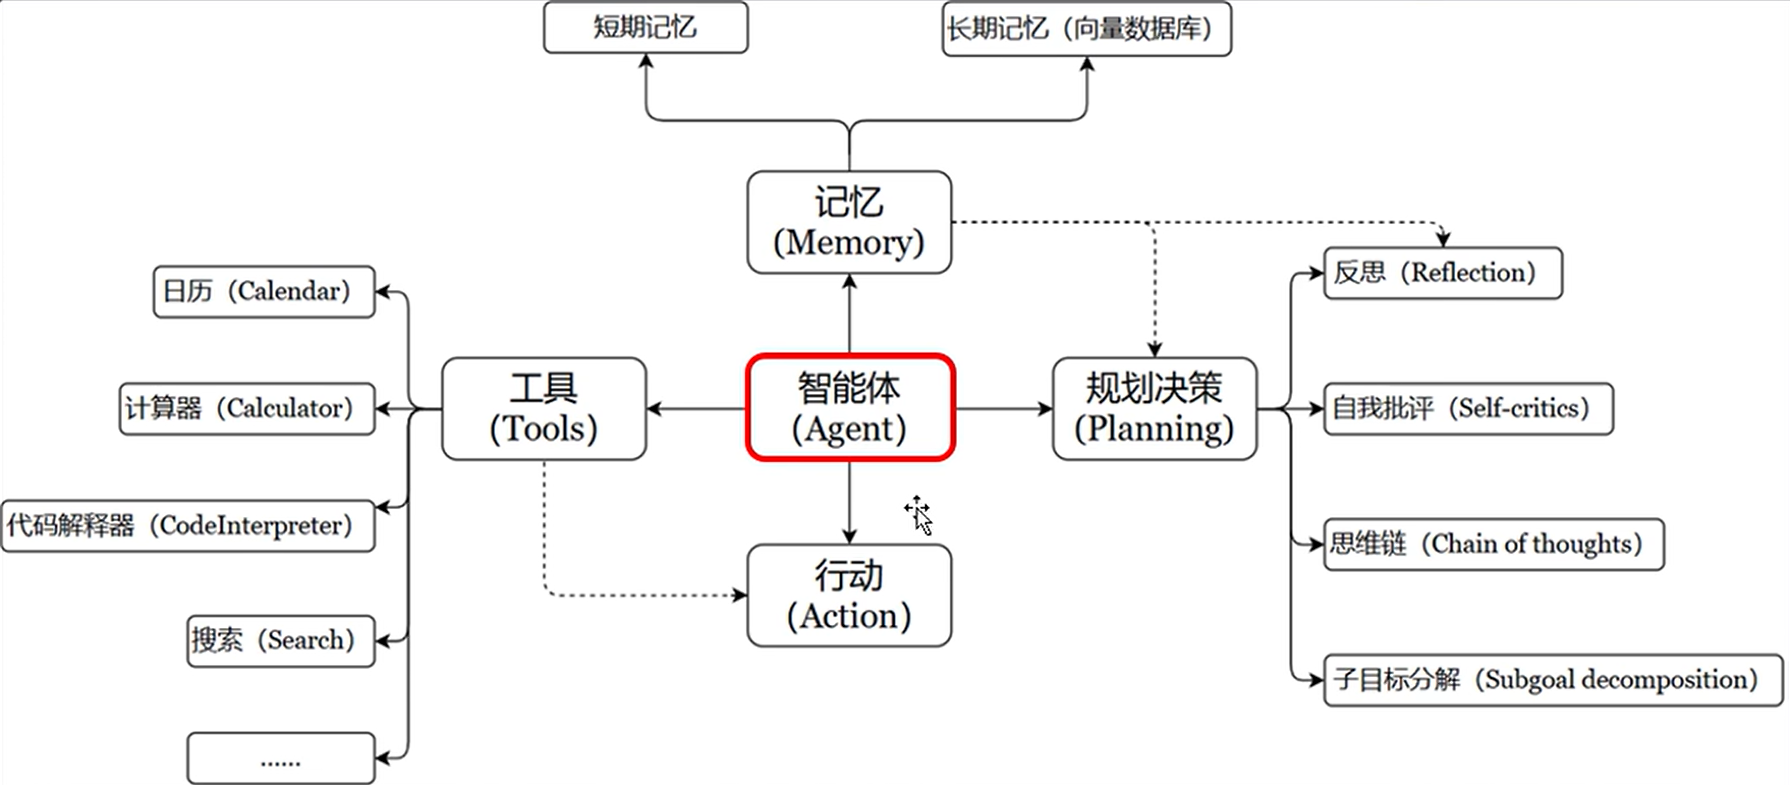 短期记忆
长期记忆（向量数据库）
记忆
(Memory)
日历（Calendar）
反思（Reflection）
工具
(Tools)
智能体
(Agent)
规划决策
(Planning)
计算器（Calculator）
自我批评（Self-critics）
代码解释器（CodeInterpreter）
思维链（Chain of thoughts）
行动
(Action)
搜索（Search）
子目标分解（Subgoal decomposition）
......